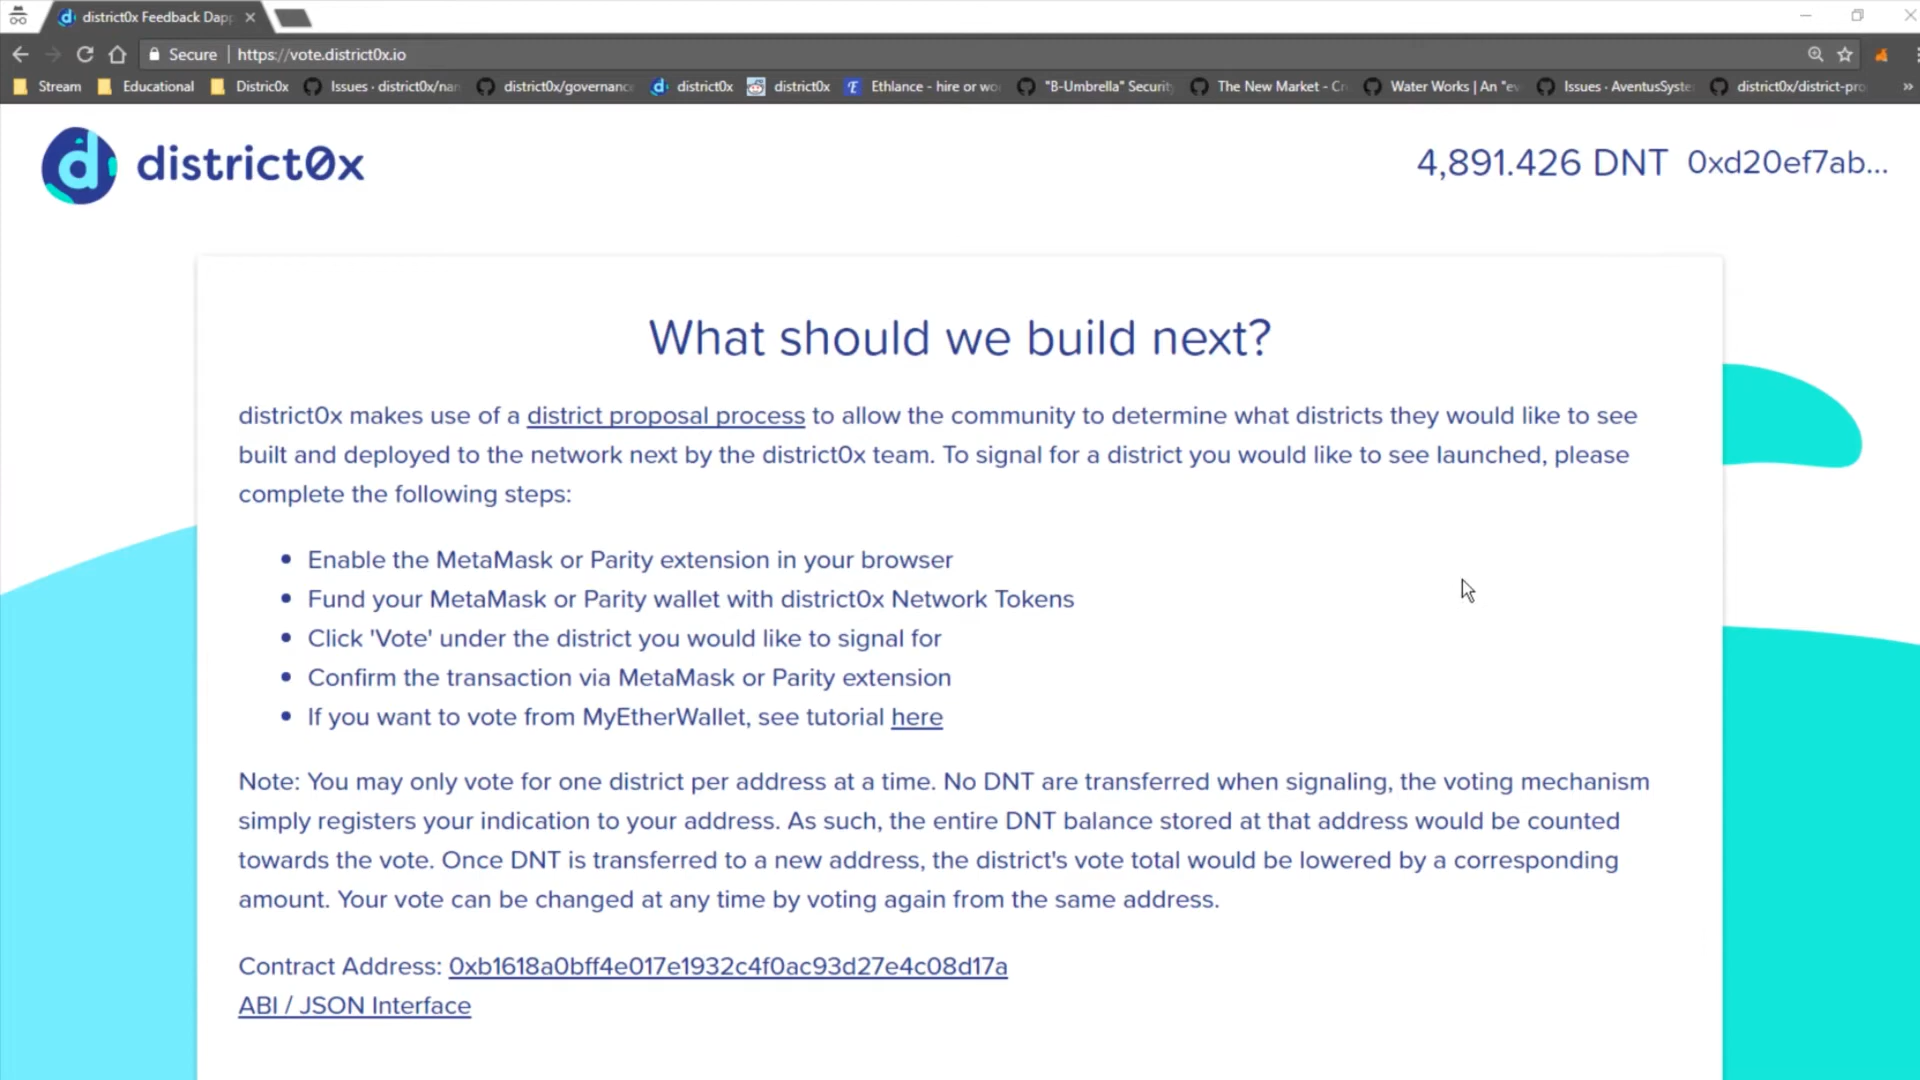 district0x Feedback Dapp
Secure https://vote.district0x.io
Stream Educational Distric0x Issues · district0x/nar district0x/governance district0x district0x Ethlance - hire or wo "B-Umbrella" Security The New Market - Cr Water Works | An "ev Issues · AventusSyste district0x/district-pro »
district0x 4,891.426 DNT 0xd20ef7ab...
What should we build next?
district0x makes use of a district proposal process to allow the community to determine what districts they would like to see
built and deployed to the network next by the district0x team. To signal for a district you would like to see launched, please
complete the following steps:
• Enable the MetaMask or Parity extension in your browser
• Fund your MetaMask or Parity wallet with district0x Network Tokens
• Click 'Vote' under the district you would like to signal for
• Confirm the transaction via MetaMask or Parity extension
• If you want to vote from MyEtherWallet, see tutorial here
Note: You may only vote for one district per address at a time. No DNT are transferred when signaling, the voting mechanism
simply registers your indication to your address. As such, the entire DNT balance stored at that address would be counted
towards the vote. Once DNT is transferred to a new address, the district's vote total would be lowered by a corresponding
amount. Your vote can be changed at any time by voting again from the same address.
Contract Address: 0xb1618a0bff4e017e1932c4f0ac93d27e4c08d17a
ABI / JSON Interface